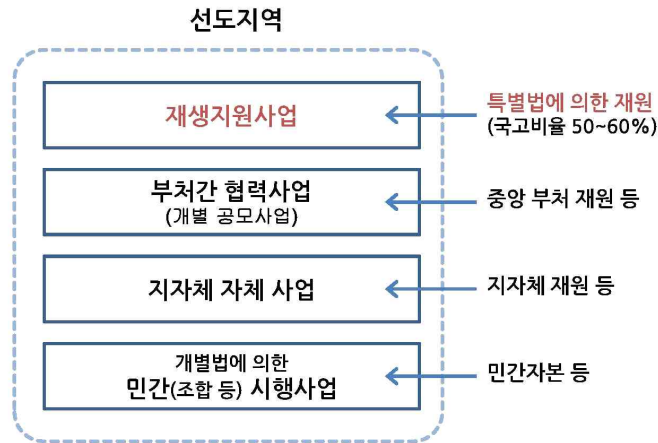 선도지역
재생지원사업
특별법에 의한 재원
(국고비율 50~60%)
부처간 협력사업
(개별 공모사업)
중앙 부처 재원 등
지자체 자체 사업
지자체 재원 등
개별법에 의한
민간(조합 등) 시행사업
민간자본 등